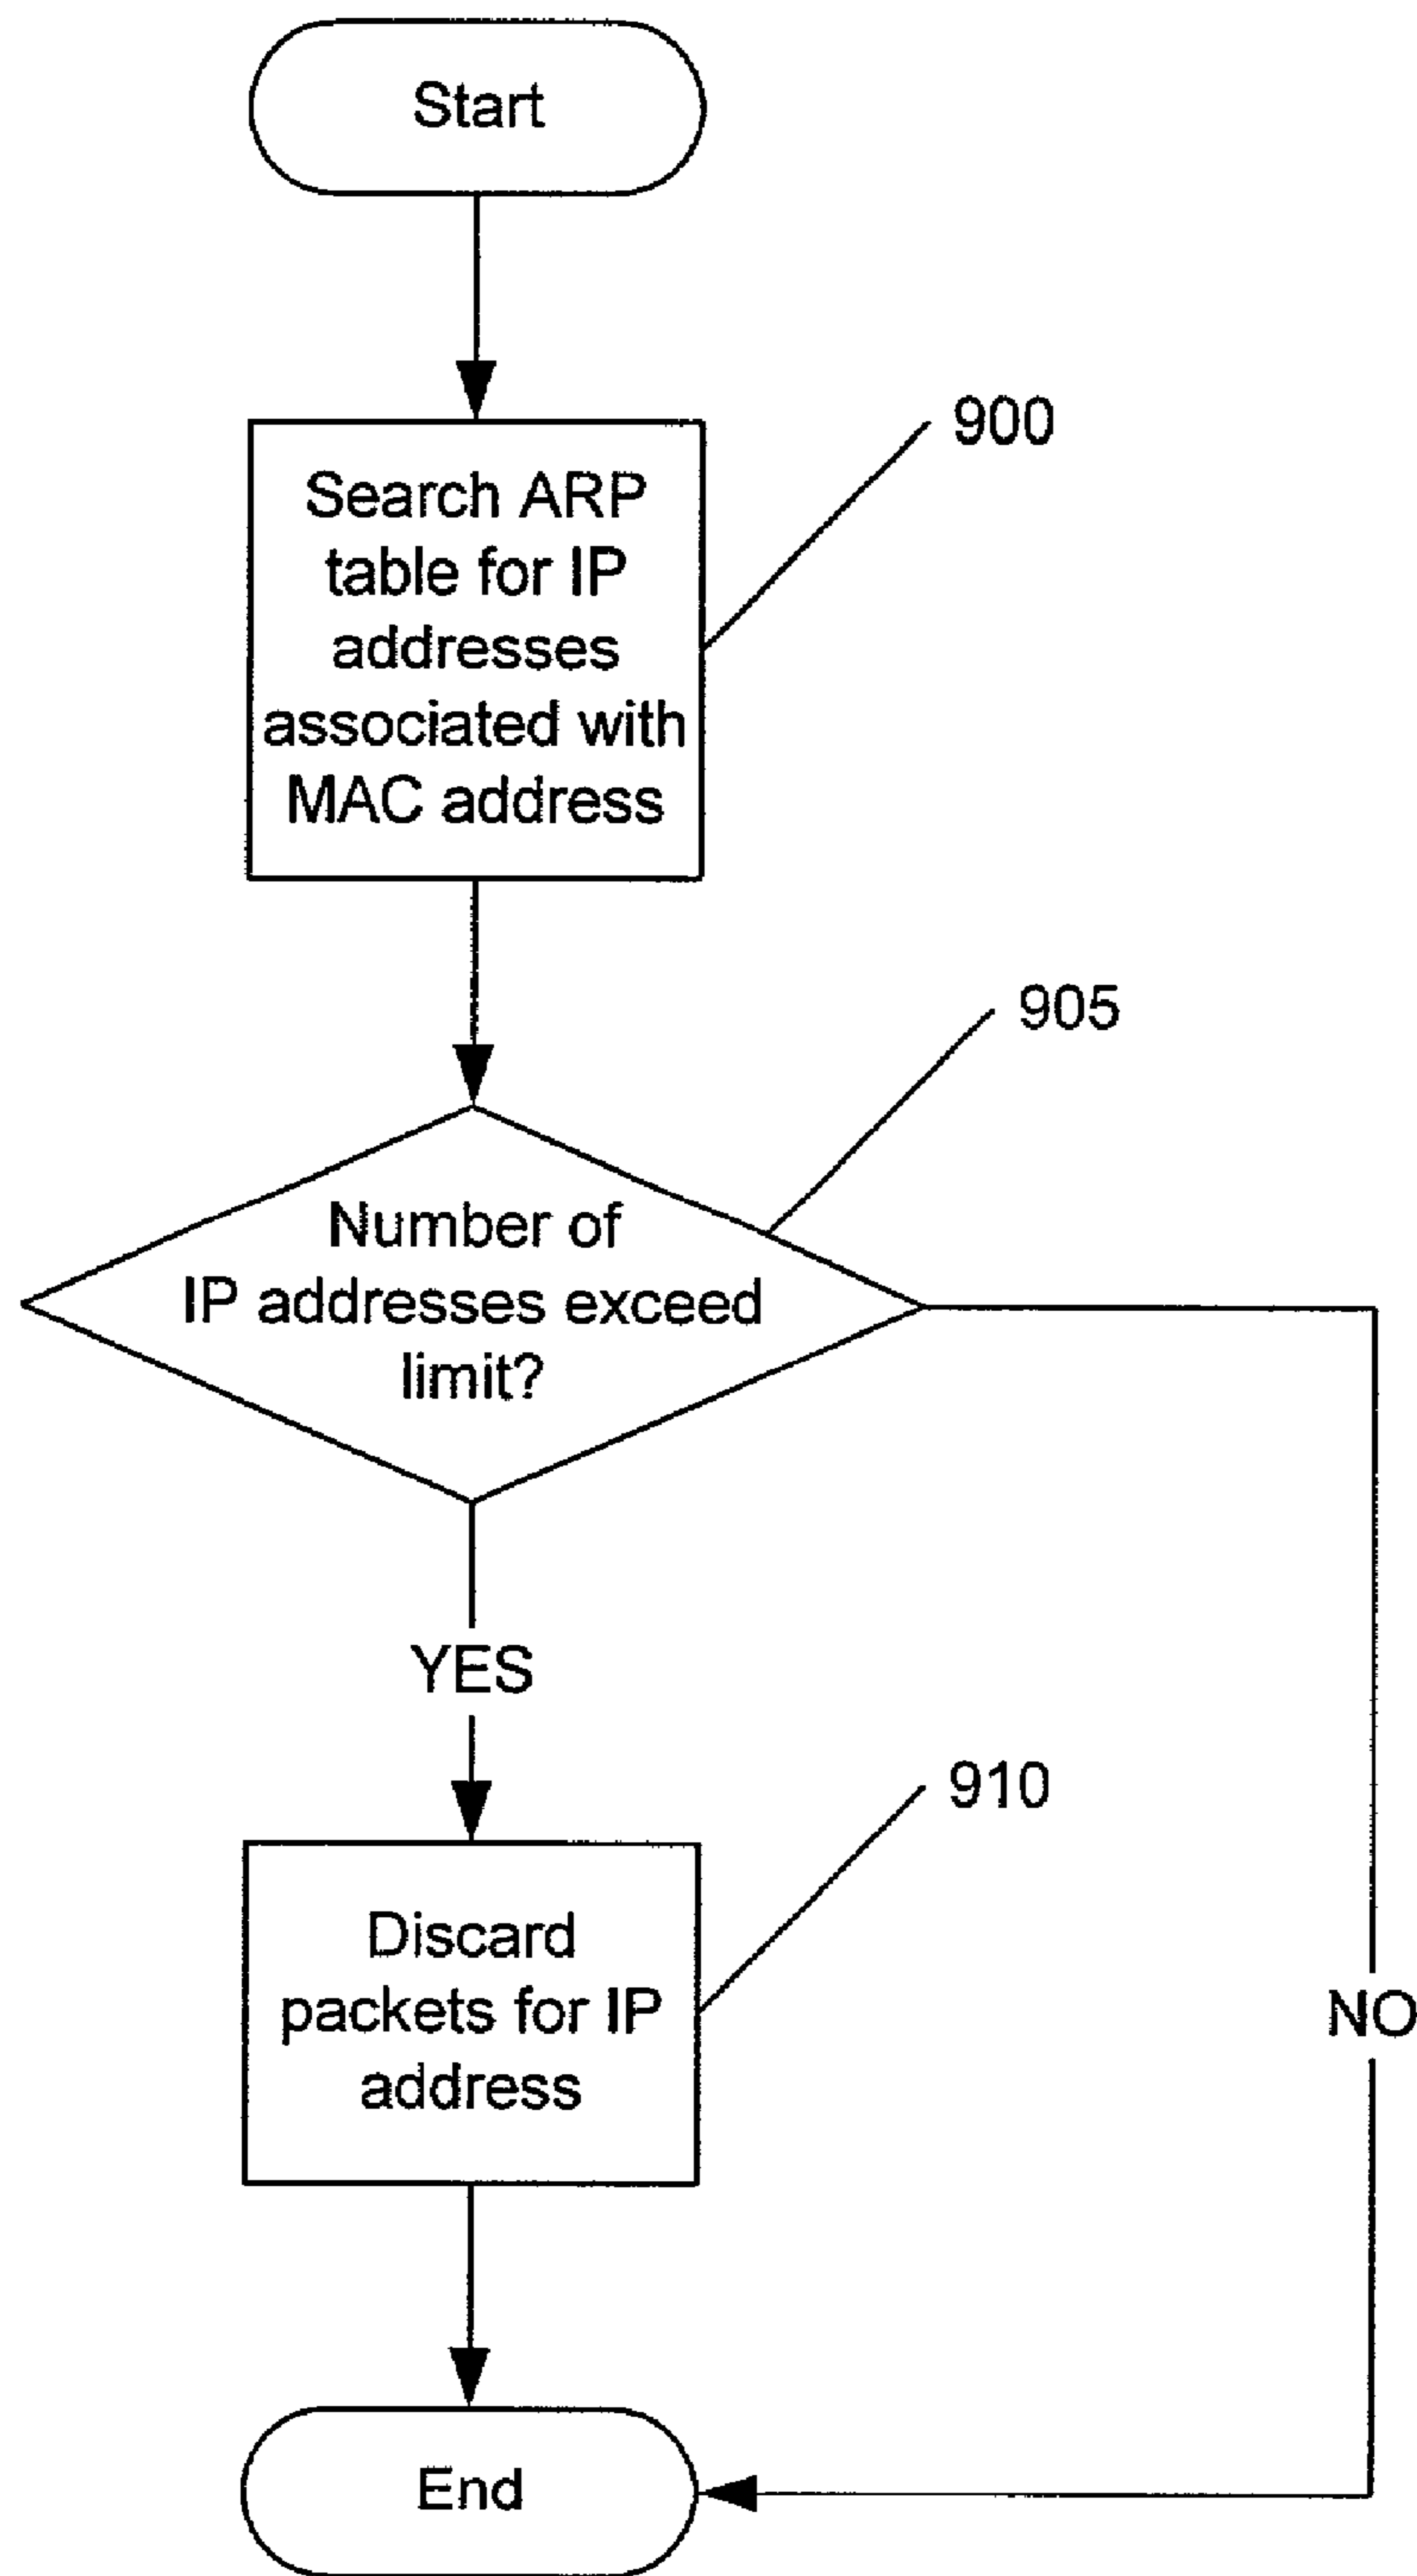 Start
900
Search ARP
table for IP
addresses
associated with
MAC address
905
Number of
IP addresses exceed
limit?
YES
910
Discard
packets for IP
address
NO
End